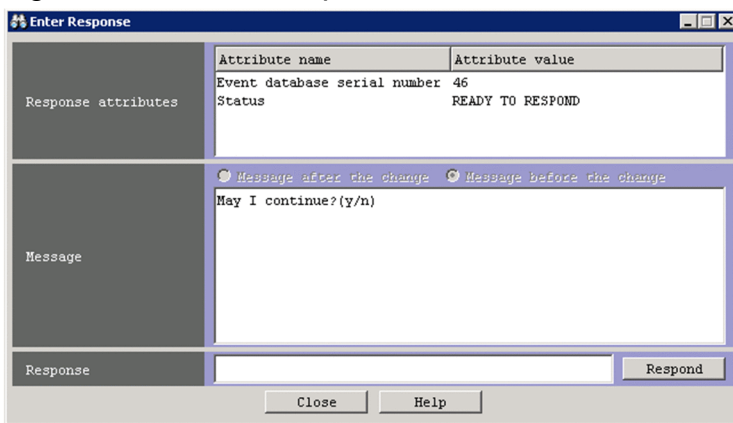 Enter Response
Attribute name Attribute value
Event database serial number 46
Response attributes
Status READY TO RESPOND
Message after the change Message before the change
May I continue?(y/n)
Message
Response
Respond
Close Help